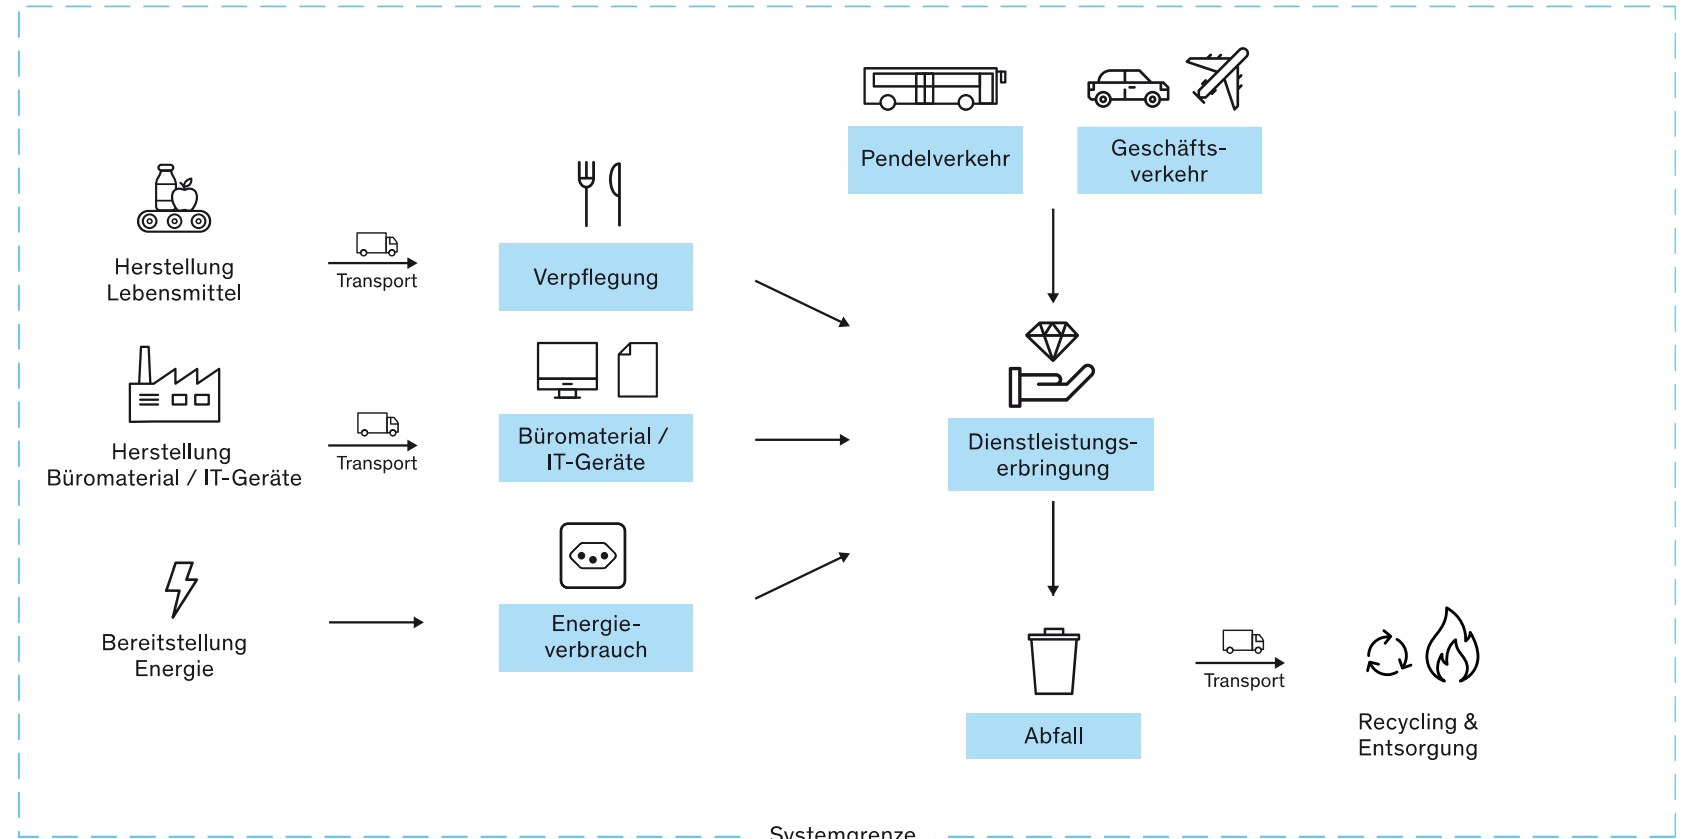 Pendelverkehr
Geschäfts-
verkehr
Herstellung
Lebensmittel
Transport
Verpflegung
Herstellung
Büromaterial / IT-Geräte
Transport
Büromaterial /
IT-Geräte
Dienstleistungs-
erbringung
Bereitstellung
Energie
Energie-
verbrauch
Abfall
Transport
Recycling &
Entsorgung
Systemgrenze